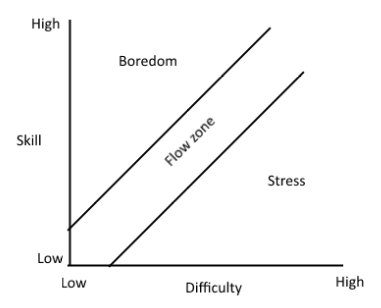 High
Boredom
Flow zone
Skill
Stress
Low
Low
Difficulty
High